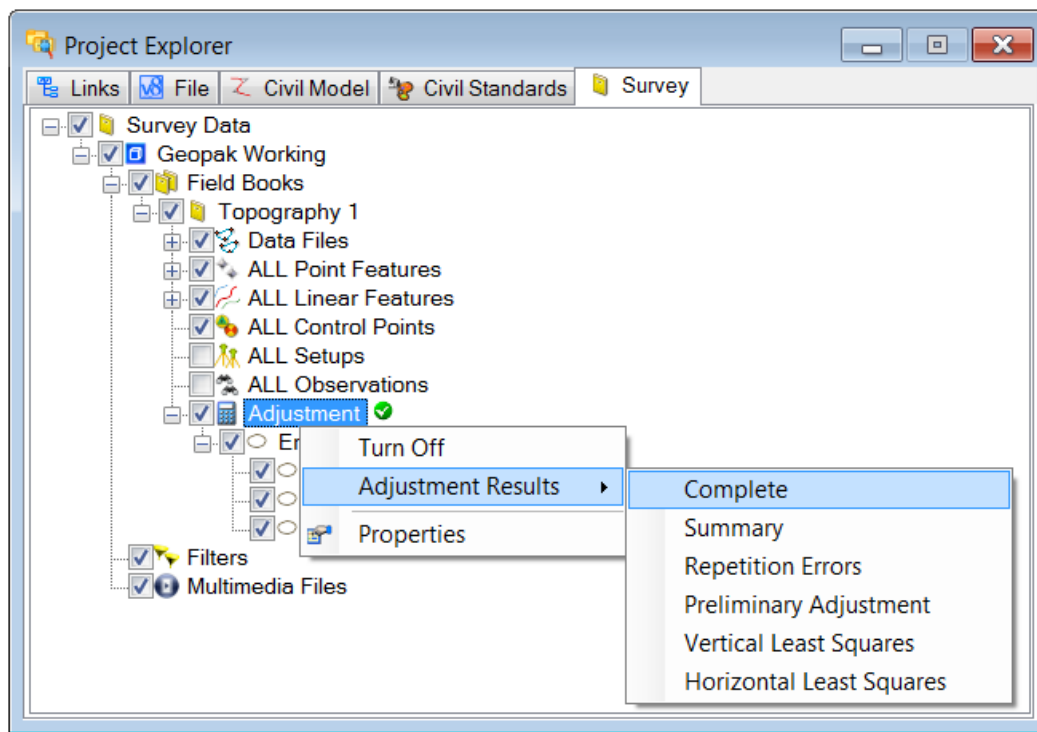 Project Explorer
Links File Civil Model Civil Standards Survey
Survey Data
Geopak Working
Field Books
Topography 1
Data Files
ALL Point Features
ALL Linear Features
ALL Control Points
ALL Setups
ALL Observations
Adjustment
Turn Off
Adjustment Results
Properties
Complete
Summary
Repetition Errors
Preliminary Adjustment
Vertical Least Squares
Horizontal Least Squares
Filters
Multimedia Files